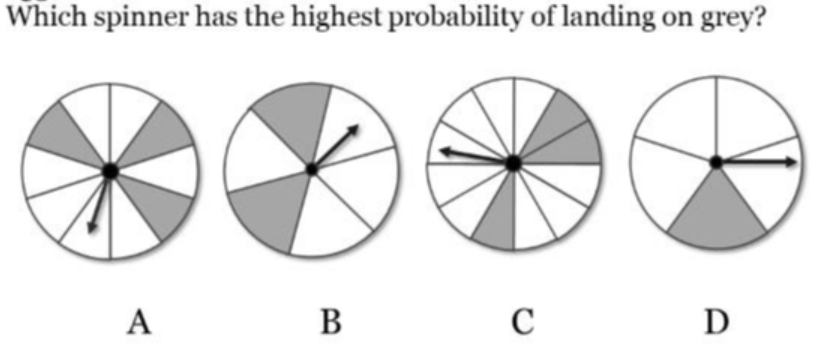 Which spinner has the highest probability of landing on grey?
A B C D